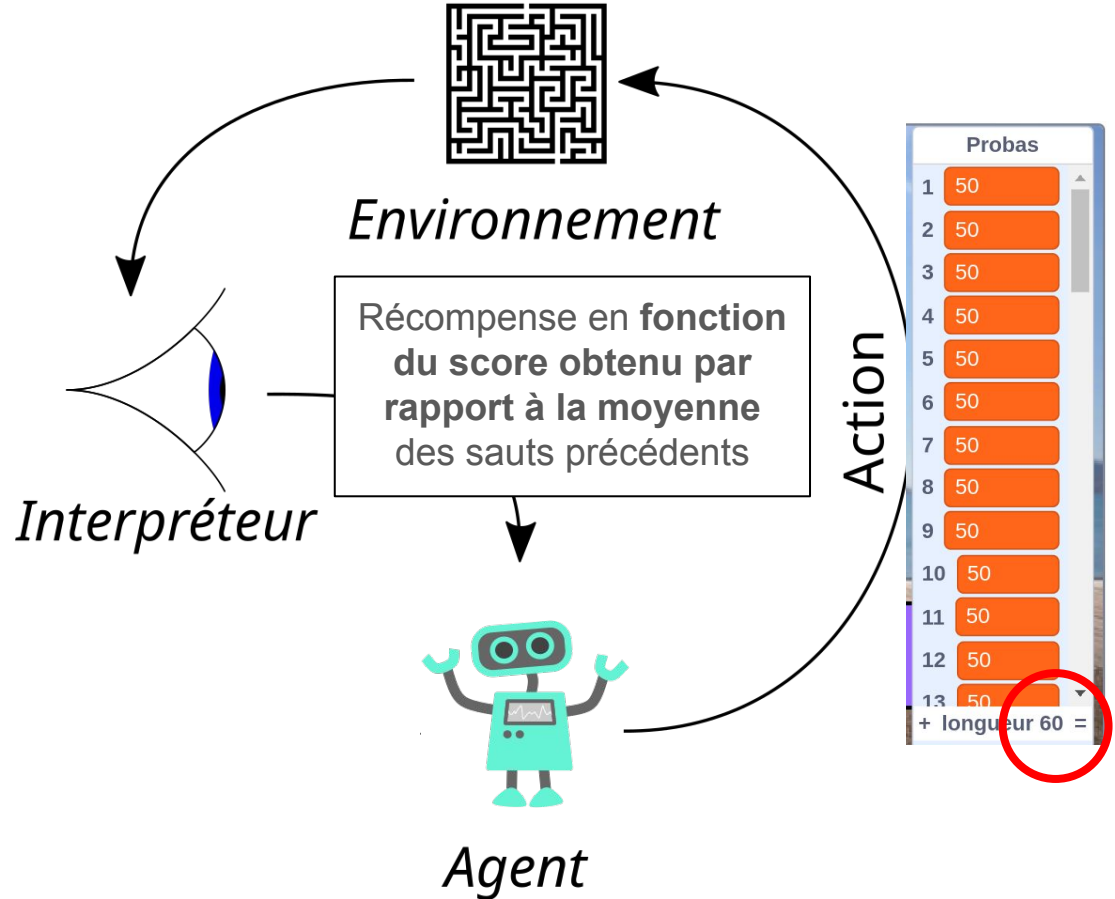 Environnement
Récompense en fonction
du score obtenu par
rapport à la moyenne
des sauts précédents
Interpréteur
Agent
Action
Probas
1 50
2 50
3 50
4 50
5 50
6 50
7 50
8 50
9 50
10 50
11 50
12 50
13 50
+ longueur 60 =